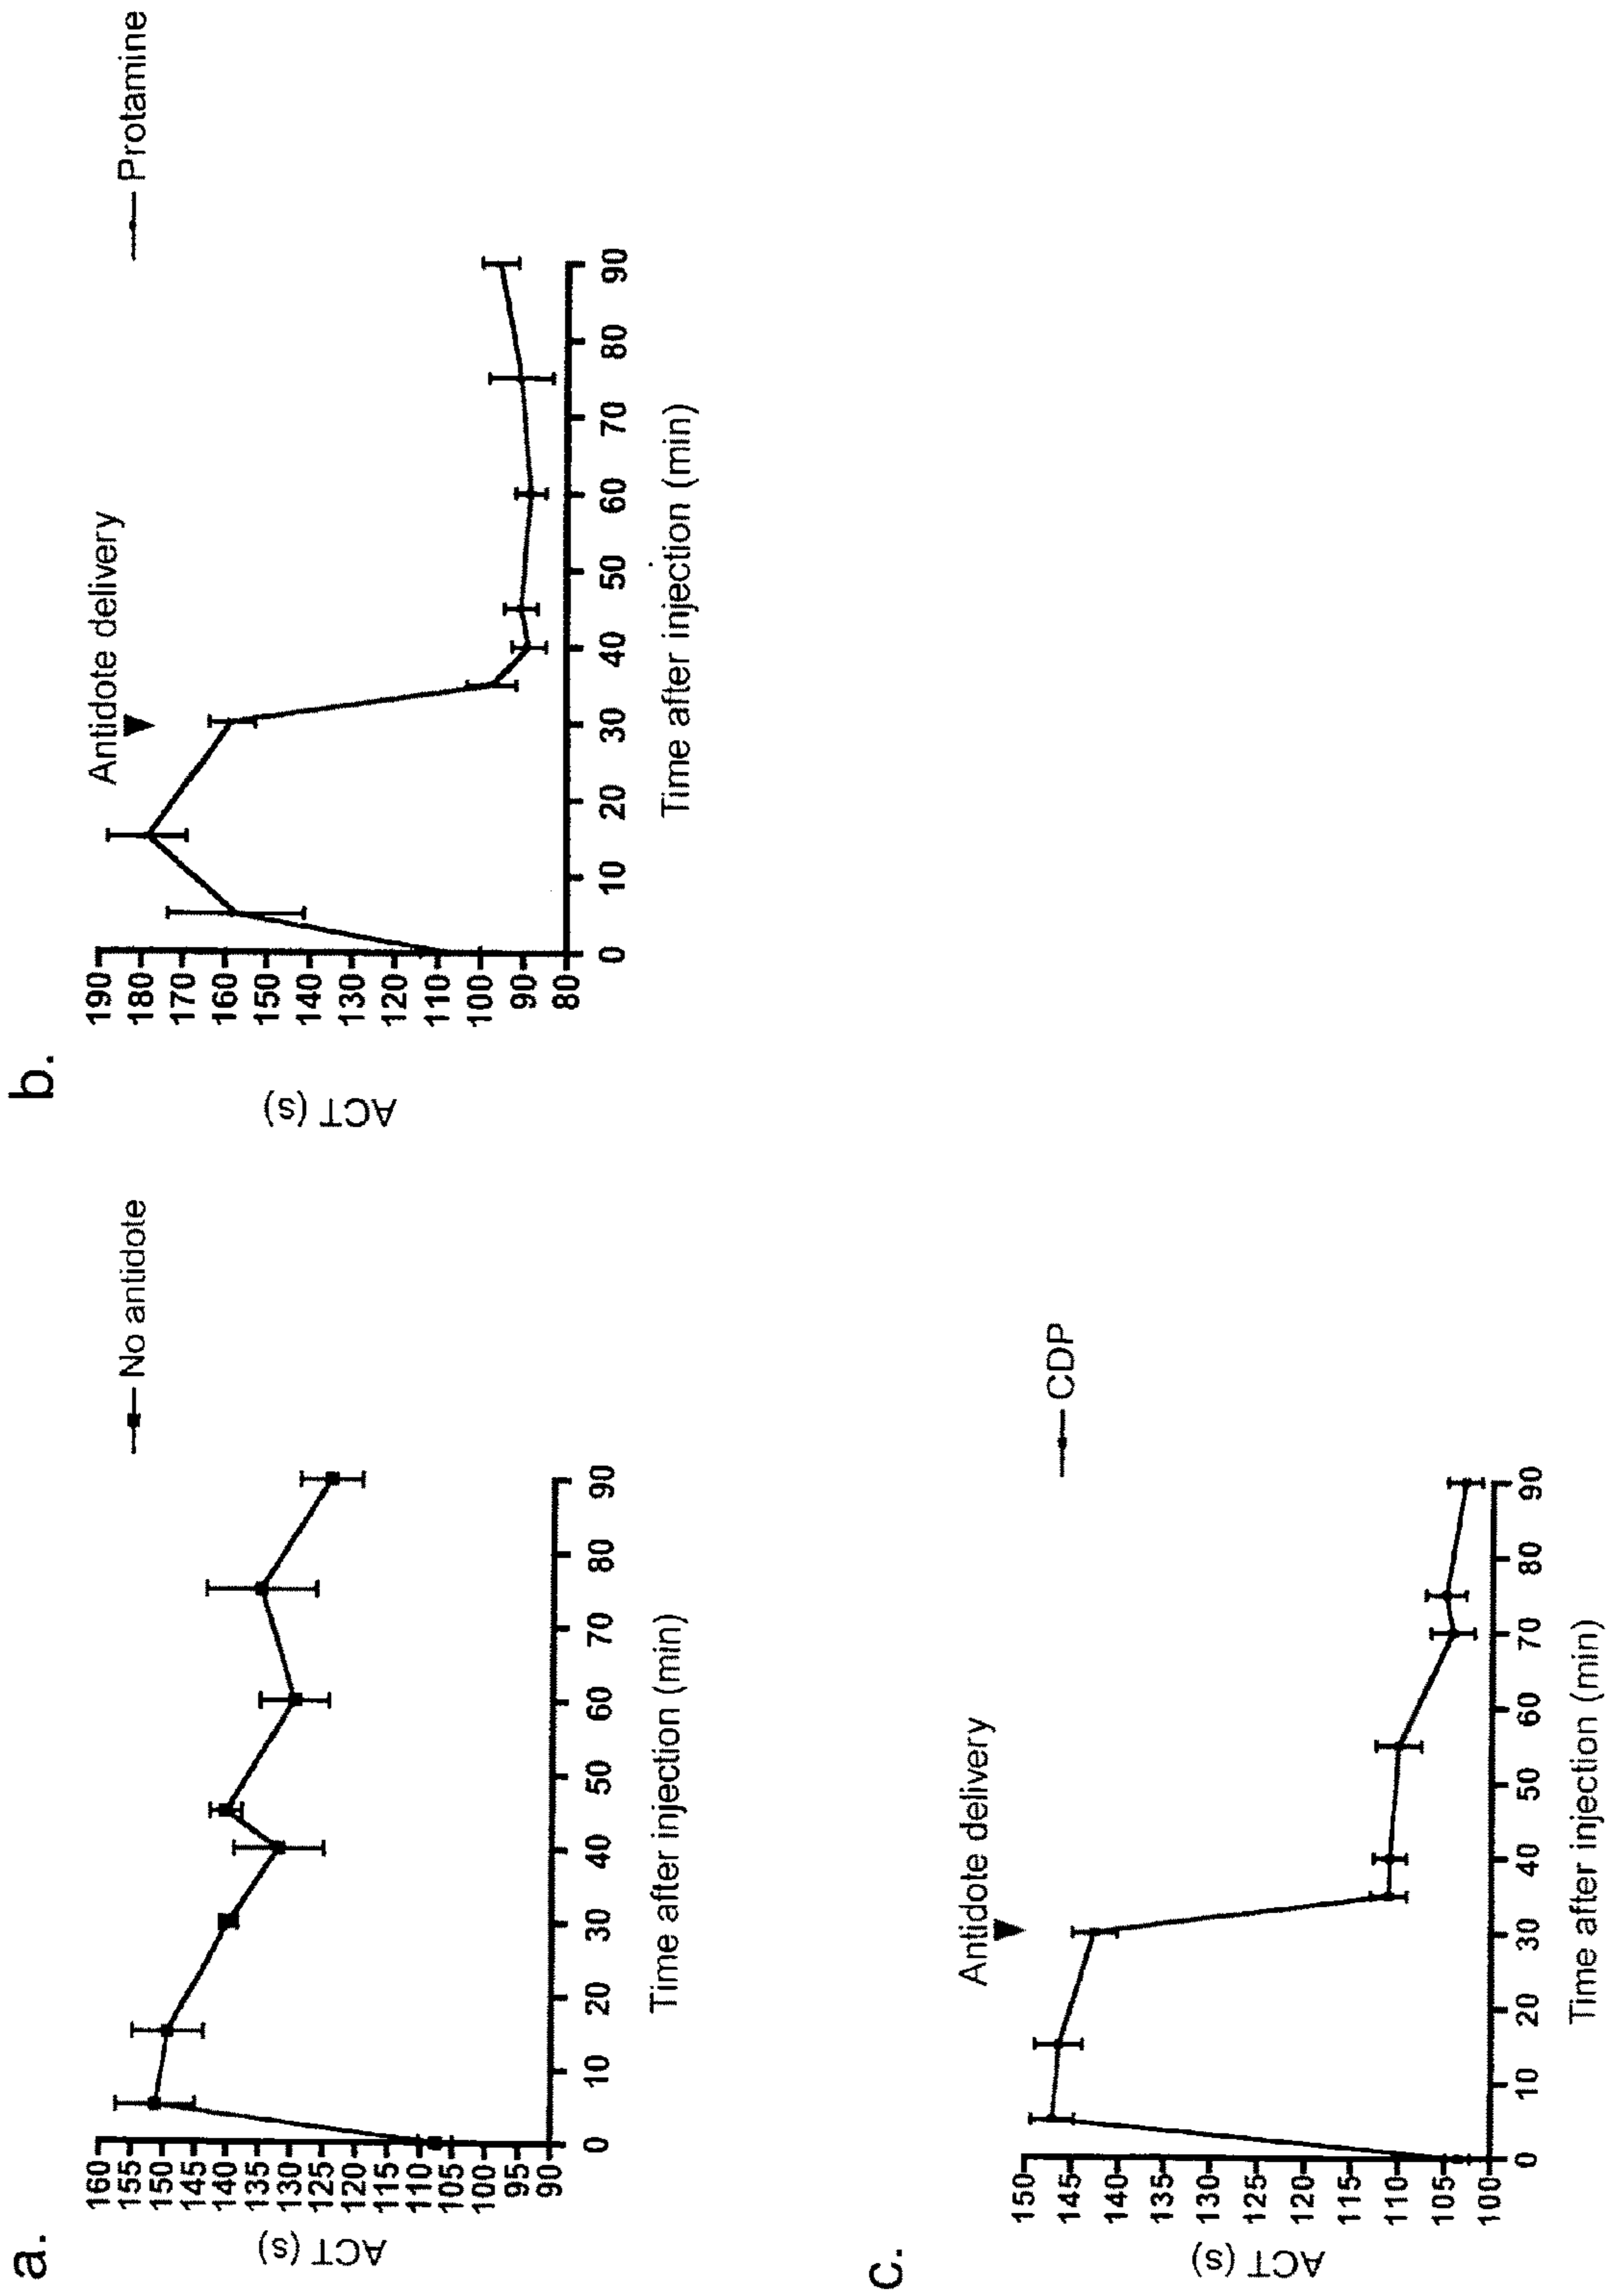 a.
No antidote
ACT (s)
160
155
150
145
140
135
130
125
120
115
110
105
100
95
90
0 10 20 30 40 50 60 70 80 90
Time after injection (min)
b.
Protamine
Antidote delivery
ACT (s)
190
180
170
160
150
140
130
120
110
100
90
80
0 10 20 30 40 50 60 70 80 90
Time after injection (min)
c.
CDP
Antidote delivery
ACT (s)
150
145
140
135
130
125
120
115
110
105
100
0 10 20 30 40 50 60 70 80 90
Time after injection (min)